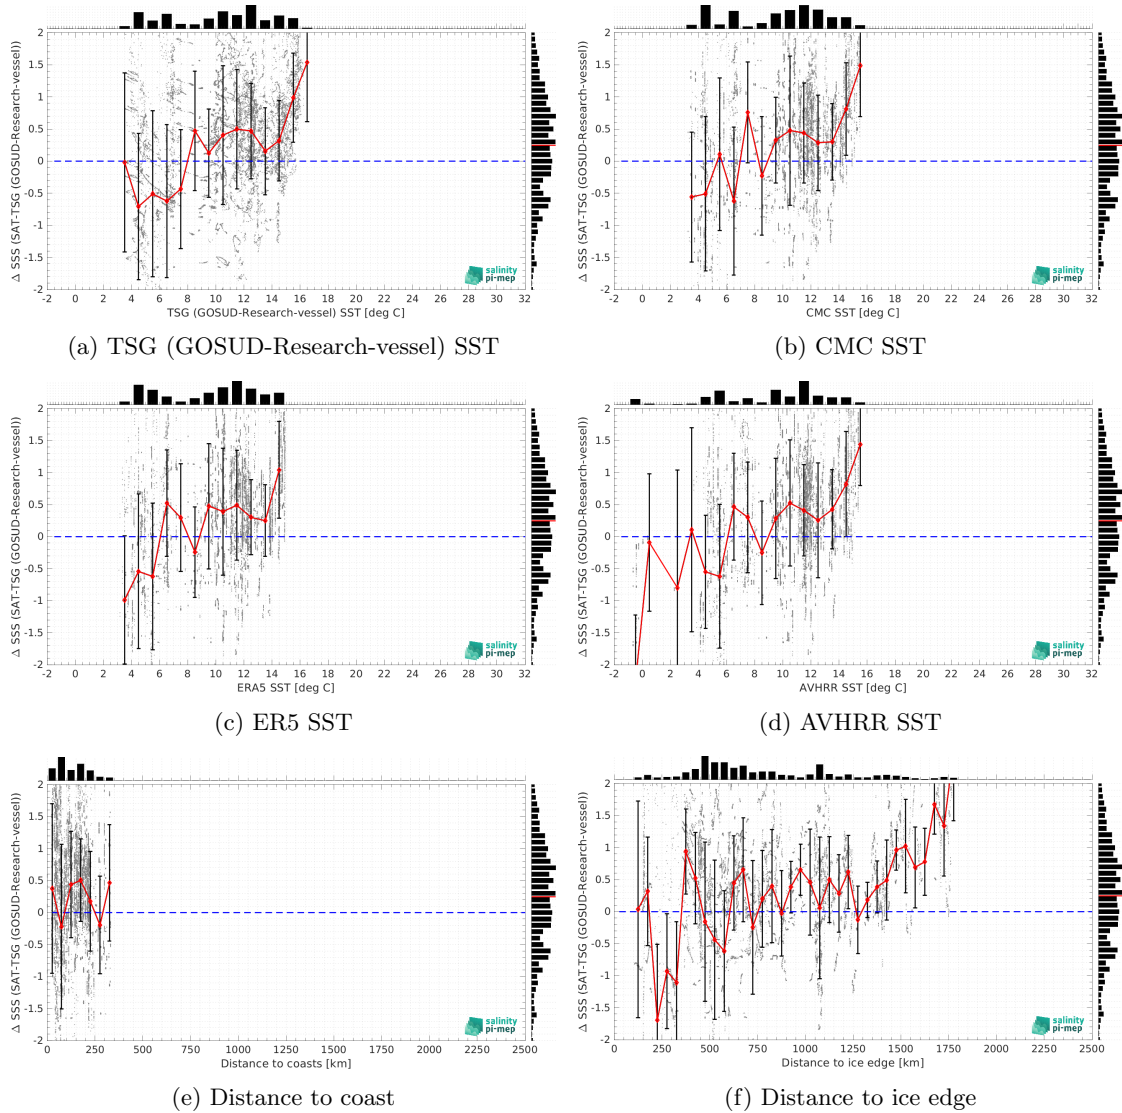 Δ SSS (SAT-TSG (GOSUD-Research-vessel))
2
1.5
1
0.5
0
-0.5
-1
-1.5
-2
salinity
pi-mep
-2 0 2 4 6 8 10 12 14 16 18 20 22 24 26 28 30 32
TSG (GOSUD-Research-vessel) SST [deg C]
(a) TSG (GOSUD-Research-vessel) SST
Δ SSS (SAT-TSG (GOSUD-Research-vessel))
2
1.5
1
0.5
0
-0.5
-1
-1.5
-2
salinity
pi-mep
-2 0 2 4 6 8 10 12 14 16 18 20 22 24 26 28 30 32
CMC SST [deg C]
(b) CMC SST
Δ SSS (SAT-TSG (GOSUD-Research-vessel))
2
1.5
1
0.5
0
-0.5
-1
-1.5
-2
salinity
pi-mep
-2 0 2 4 6 8 10 12 14 16 18 20 22 24 26 28 30 32
ERA5 SST [deg C]
(c) ER5 SST
Δ SSS (SAT-TSG (GOSUD-Research-vessel))
2
1.5
1
0.5
0
-0.5
-1
-1.5
-2
salinity
pi-mep
-2 0 2 4 6 8 10 12 14 16 18 20 22 24 26 28 30 32
AVHRR SST [deg C]
(d) AVHRR SST
Δ SSS (SAT-TSG (GOSUD-Research-vessel))
2
1.5
1
0.5
0
-0.5
-1
-1.5
-2
salinity
pi-mep
0 250 500 750 1000 1250 1500 1750 2000 2250 2500
Distance to coasts [km]
(e) Distance to coast
Δ SSS (SAT-TSG (GOSUD-Research-vessel))
2
1.5
1
0.5
0
-0.5
-1
-1.5
-2
salinity
pi-mep
0 250 500 750 1000 1250 1500 1750 2000 2250 2500
Distance to ice edge [km]
(f) Distance to ice edge